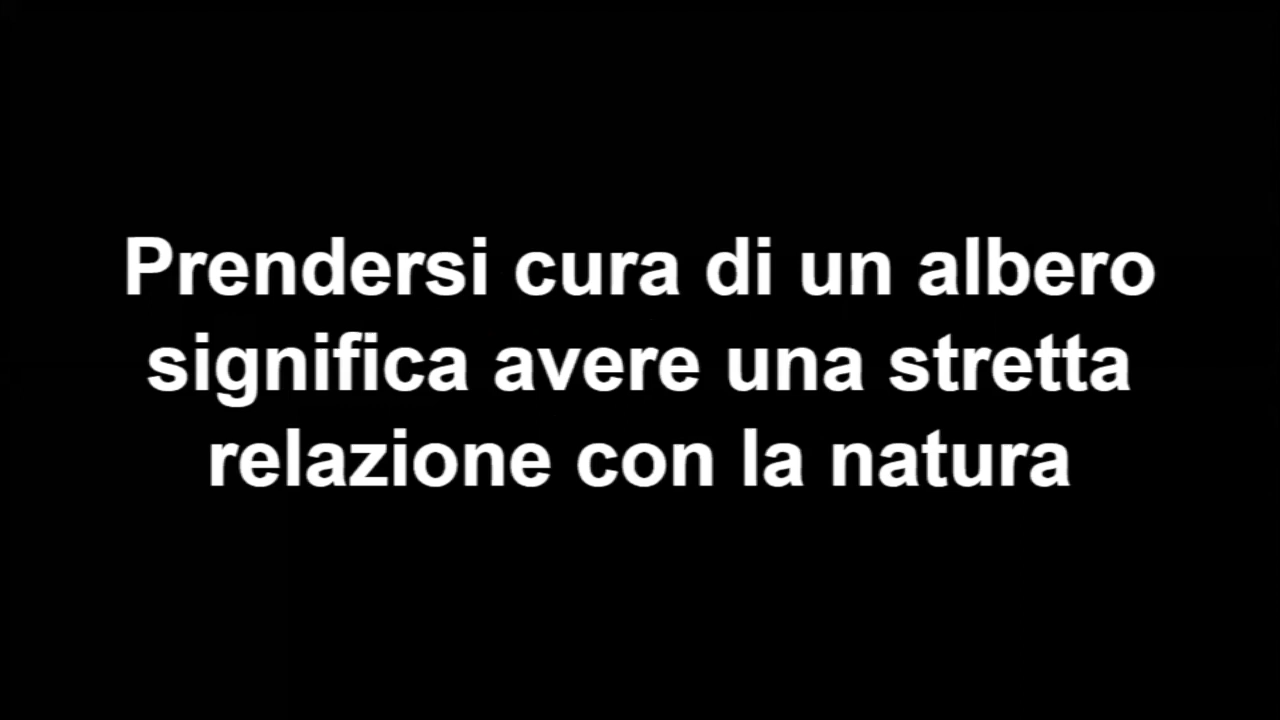 Prendersi cura di un albero
significa avere una stretta
relazione con la natura